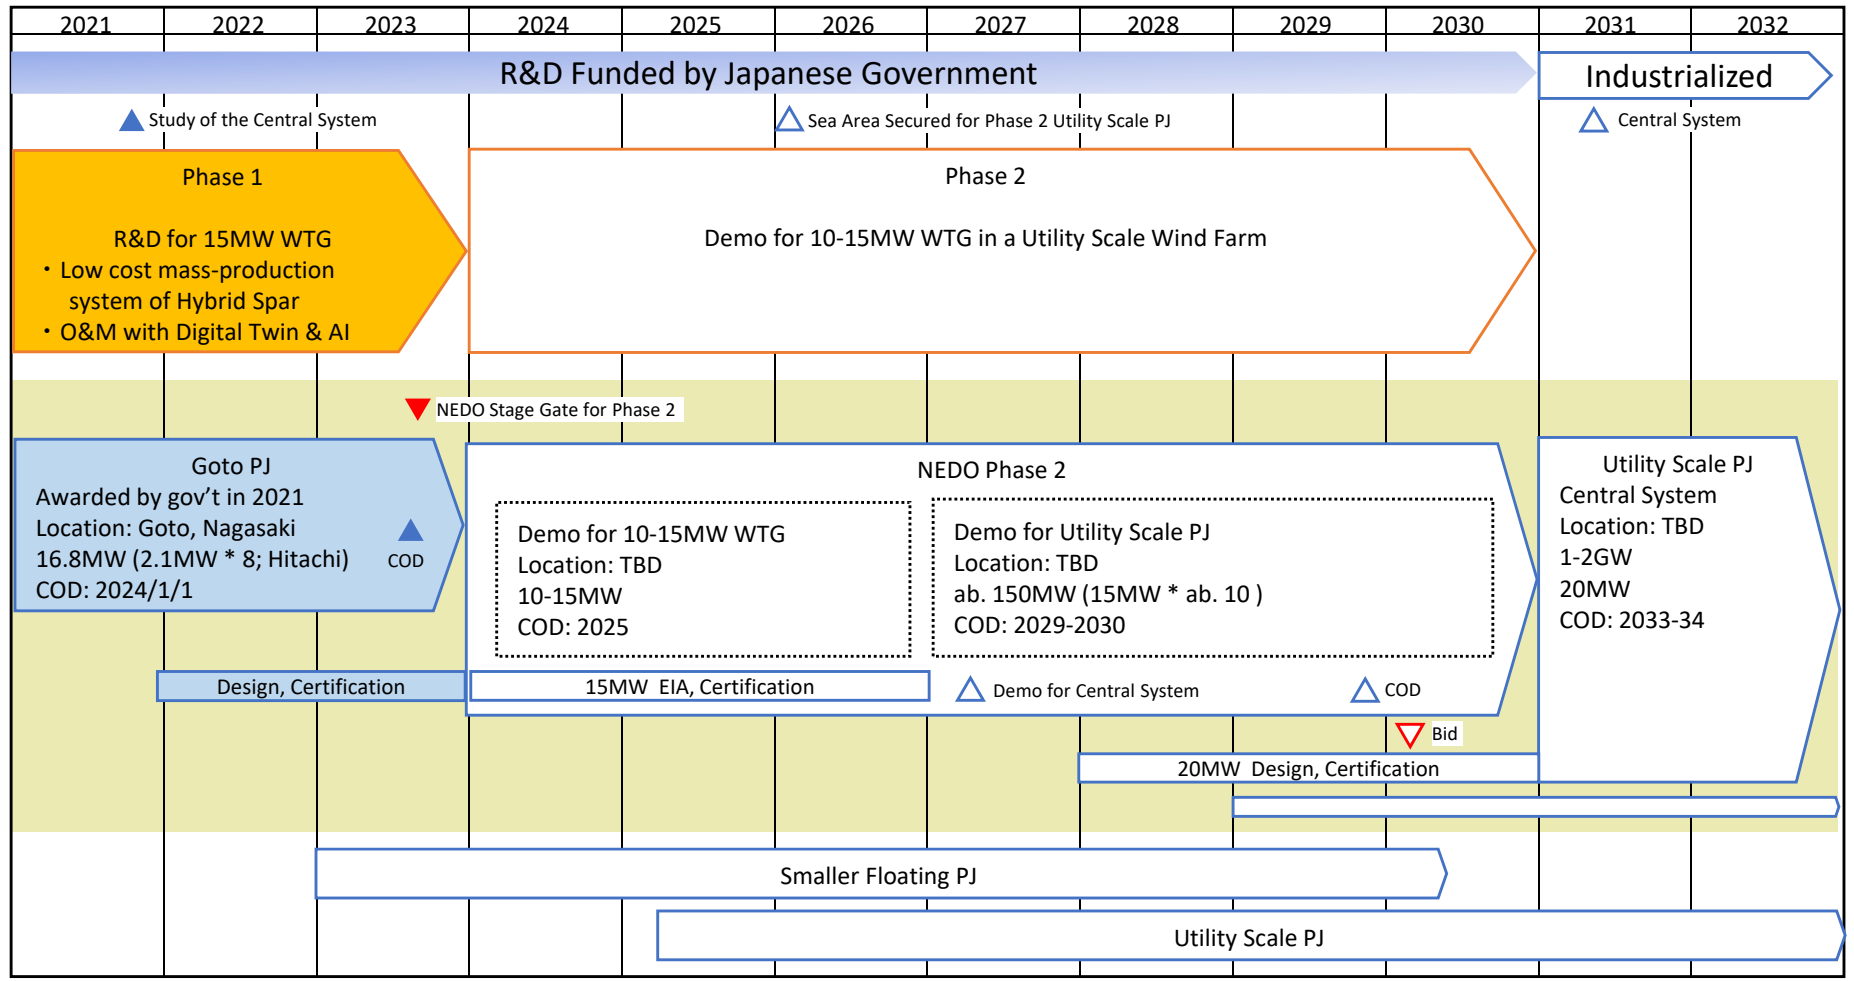 2021 2022 2023 2024 2025 2026 2027 2028 2029 2030 2031 2032
R&D Funded by Japanese Government
Industrialized
Study of the Central System
Sea Area Secured for Phase 2 Utility Scale PJ
Central System
Phase 1
R&D for 15MW WTG
・Low cost mass-production
system of Hybrid Spar
・O&M with Digital Twin & AI
Phase 2
Demo for 10-15MW WTG in a Utility Scale Wind Farm
NEDO Stage Gate for Phase 2
Goto PJ
Awarded by gov't in 2021
Location: Goto, Nagasaki
16.8MW (2.1MW * 8; Hitachi)
COD: 2024/1/1
COD
NEDO Phase 2
Demo for 10-15MW WTG
Location: TBD
10-15MW
COD: 2025
Demo for Utility Scale PJ
Location: TBD
ab. 150MW (15MW * ab. 10 )
COD: 2029-2030
Utility Scale PJ
Central System
Location: TBD
1-2GW
20MW
COD: 2033-34
Design, Certification
15MW EIA, Certification
Demo for Central System
COD
Bid
20MW Design, Certification
Smaller Floating PJ
Utility Scale PJ